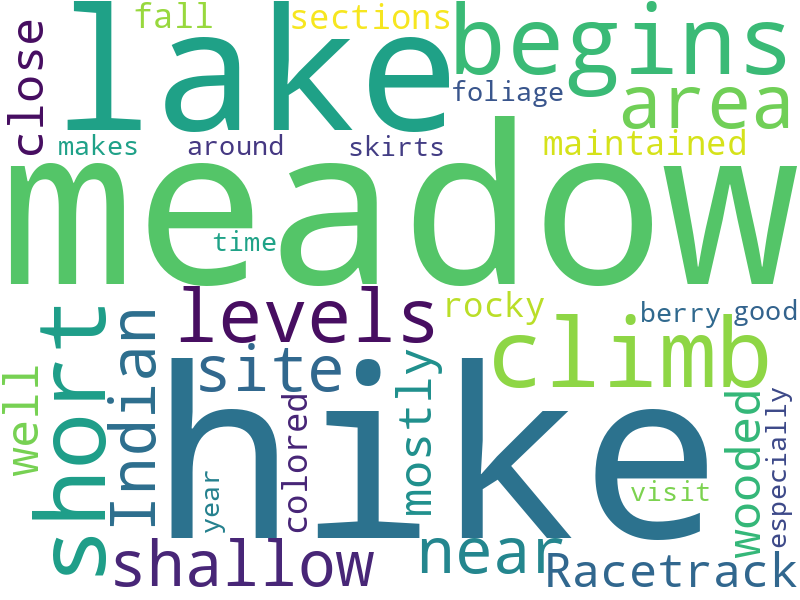 fall
sections
lake
begins
close
foliage
area
makes
around
skirts
maintained
meadow
time
levels
rocky
berry
good
short
Indian
site
climb
well
mostly
hike
colored
wooded
especially
year
visit
shallow
near
Racetrack